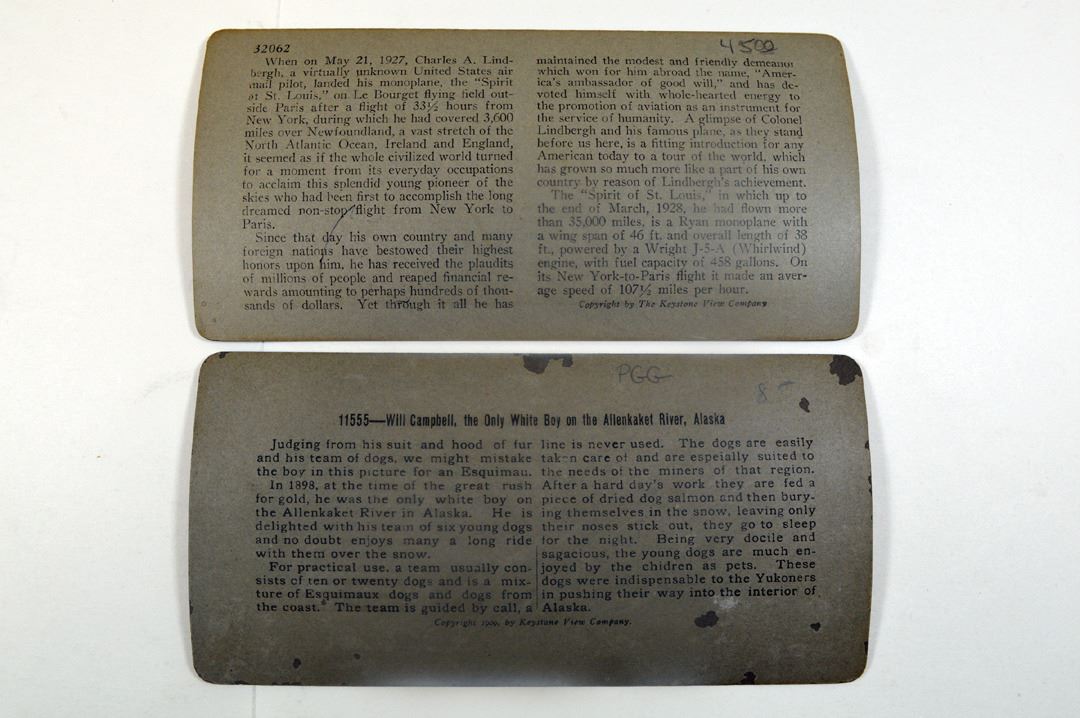 32062
4500
When on May 21, 1927, Charles A. Lind-
bergh, a virtually unknown United States air
mail pilot, landed his monoplane, the "Spirit
of St. Louis," on Le Bourget flying field out-
side Paris after a flight of 33½ hours from
New York, during which he had covered 3,600
miles over Newfoundland, a vast stretch of the
North Atlantic Ocean, Ireland and England,
it seemed as if the whole civilized world turned
for a moment from its everyday occupations
to acclaim this splendid young pioneer of the
skies who had been first to accomplish the long
dreamed non-stop flight from New York to
Paris.
Since that day his own country and many
foreign nations have bestowed their highest
honors upon him, he has received the plaudits
of millions of people and reaped financial re-
wards amounting to perhaps hundreds of thou-
sands of dollars. Yet through it all he has
maintained the modest and friendly demeanor
which won for him abroad the name, "Amer-
ica's ambassador of good will," and has de-
voted himself with whole-hearted energy to
the promotion of aviation as an instrument for
the service of humanity. A glimpse of Colonel
Lindbergh and his famous plane, as they stand
before us here, is a fitting introduction for any
American today to a tour of the world, which
has grown so much more like a part of his own
country by reason of Lindbergh's achievement.
The "Spirit of St. Louis," in which up to
the end of March, 1928, he had flown more
than 35,000 miles, is a Ryan monoplane with
a wing span of 46 ft. and overall length of 38
ft., powered by a Wright J-5-A (Whirlwind)
engine, with fuel capacity of 458 gallons. On
its New York-to-Paris flight it made an aver-
age speed of 107½ miles per hour.
Copyright by The Keystone View Company
PGG
8
11555—Will Campbell, the Only White Boy on the Allenkaket River, Alaska
Judging from his suit and hood of fur
and his team of dogs, we might mistake
the boy in this picture for an Esquimau.
In 1898, at the time of the great rush
for gold, he was the only white boy on
the Allenkaket River in Alaska. He is
delighted with his team of six young dogs
and no doubt enjoys many a long ride
with them over the snow.
For practical use, a team usually con-
sists of ten or twenty dogs and is a mix-
ture of Esquimaux dogs and dogs from
the coast. The team is guided by call, a
line is never used. The dogs are easily
taken care of and are espeially suited to
the needs of the miners of that region.
After a hard day's work they are fed a
piece of dried dog salmon and then bury-
ing themselves in the snow, leaving only
their noses stick out, they go to sleep
for the night. Being very docile and
sagacious, the young dogs are much en-
joyed by the chidren as pets. These
dogs were indispensable to the Yukoners
in pushing their way into the interior of
Alaska.
Copyright 1909, by Keystone View Company.